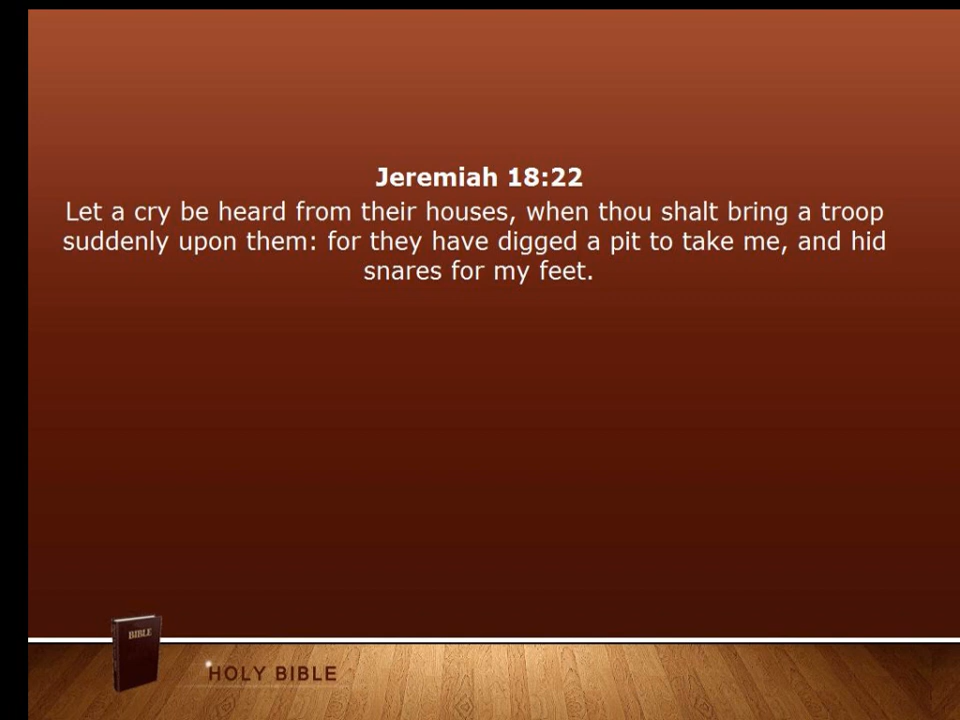 Jeremiah 18:22
Let a cry be heard from their houses, when thou shalt bring a troop
suddenly upon them: for they have digged a pit to take me, and hid
snares for my feet.
BIBLE
HOLY BIBLE